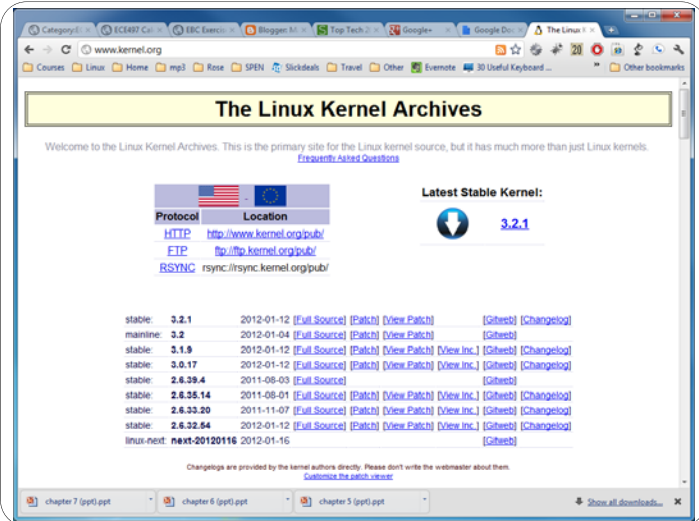 Category:E
ECE497 Cal
EBC Exercis
Blogger: M
Top Tech 2
Google+
Google Doc
The Linux K
www.kernel.org
20
Courses Linux Home mp3 Rose SPEN Slickdeals Travel Other Evernote 30 Useful Keyboard ... » Other bookmarks
The Linux Kernel Archives
Welcome to the Linux Kernel Archives. This is the primary site for the Linux kernel source, but it has much more than just Linux kernels.
Frequently Asked Questions
Protocol Location
HTTP http://www.kernel.org/pub/
FTP ftp://ftp.kernel.org/pub/
RSYNC rsync://rsync.kernel.org/pub/
Latest Stable Kernel:
3.2.1
stable: 3.2.1 2012-01-12 [Full Source] [Patch] [View Patch] [Gitweb] [Changelog]
mainline: 3.2 2012-01-04 [Full Source] [Patch] [View Patch] [Gitweb]
stable: 3.1.9 2012-01-12 [Full Source] [Patch] [View Patch] [View Inc.] [Gitweb] [Changelog]
stable: 3.0.17 2012-01-12 [Full Source] [Patch] [View Patch] [View Inc.] [Gitweb] [Changelog]
stable: 2.6.39.4 2011-08-03 [Full Source] [Gitweb]
stable: 2.6.35.14 2011-08-01 [Full Source] [Patch] [View Patch] [View Inc.] [Gitweb] [Changelog]
stable: 2.6.33.20 2011-11-07 [Full Source] [Patch] [View Patch] [View Inc.] [Gitweb] [Changelog]
stable: 2.6.32.54 2012-01-12 [Full Source] [Patch] [View Patch] [View Inc.] [Gitweb] [Changelog]
linux-next: next-20120116 2012-01-16 [Gitweb]
Changelogs are provided by the kernel authors directly. Please don't write the webmaster about them.
Customize the patch viewer
chapter 7 (ppt).ppt
chapter 6 (ppt).ppt
chapter 5 (ppt).ppt
Show all downloads...